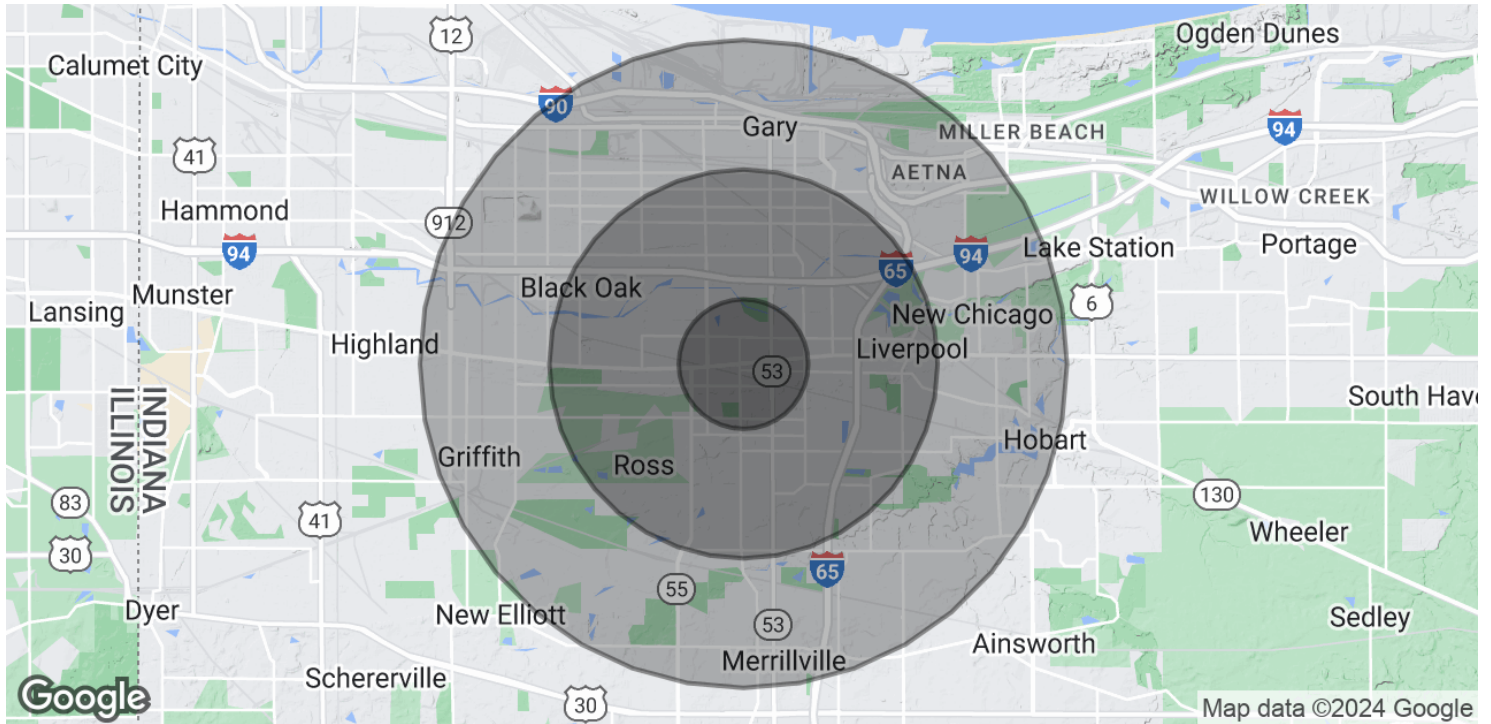 12
Ogden Dunes
Calumet City
90
Gary
94
MILLER BEACH
41
AETNA
WILLOW CREEK
Hammond
912
94
65
94
Lake Station
Portage
Black Oak
Munster
6
Lansing
New Chicago
Highland
Liverpool
53
INDIANA
ILLINOIS
South Have
Hobart
Griffith
Ross
83
41
130
30
Wheeler
65
55
Dyer
New Elliott
53
Sedley
Ainsworth
Merrillville
Schererville
30
Google
Map data ©2024 Google